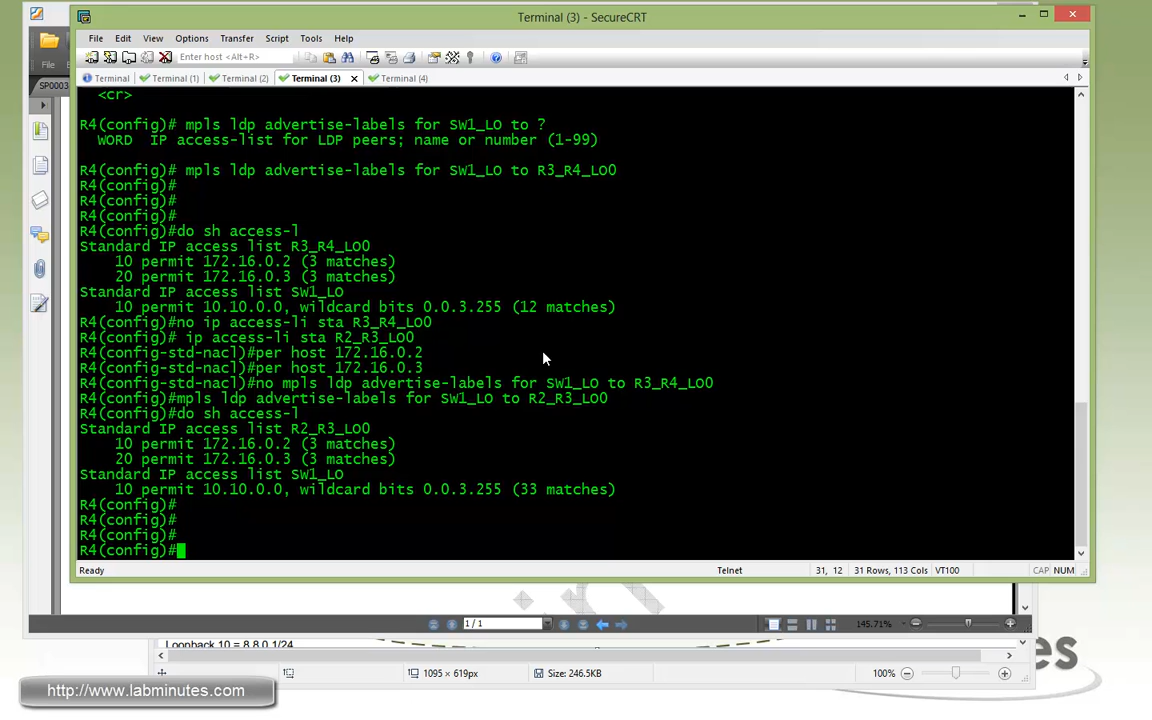 Terminal (3) - SecureCRT
File Edit View Options Transfer Script Tools Help
File
Enter host <Alt+R>
SP0003
Terminal Terminal (1) Terminal (2) Terminal (3) Terminal (4)
<cr>
R4(config)# mpls ldp advertise-labels for SW1_LO to ?
WORD IP access-list for LDP peers; name or number (1-99)
R4(config)# mpls ldp advertise-labels for SW1_LO to R3_R4_LO0
R4(config)#
R4(config)#
R4(config)#
R4(config)#do sh access-l
Standard IP access list R3_R4_LO0
10 permit 172.16.0.2 (3 matches)
20 permit 172.16.0.3 (3 matches)
Standard IP access list SW1_LO
10 permit 10.10.0.0, wildcard bits 0.0.3.255 (12 matches)
R4(config)#no ip access-li sta R3_R4_LO0
R4(config)# ip access-li sta R2_R3_LO0
R4(config-std-nacl)#per host 172.16.0.2
R4(config-std-nacl)#per host 172.16.0.3
R4(config-std-nacl)#no mpls ldp advertise-labels for SW1_LO to R3_R4_LO0
R4(config)#mpls ldp advertise-labels for SW1_LO to R2_R3_LO0
R4(config)#do sh access-l
Standard IP access list R2_R3_LO0
10 permit 172.16.0.2 (3 matches)
20 permit 172.16.0.3 (3 matches)
Standard IP access list SW1_LO
10 permit 10.10.0.0, wildcard bits 0.0.3.255 (33 matches)
R4(config)#
R4(config)#
R4(config)#
R4(config)#
Ready Telnet 31, 12 31 Rows, 113 Cols VT100 CAP NUM
1 / 1 145.71%
Loopback 10 = 8.8.0.1/24
1095 × 619px Size: 246.5KB 100%
http://www.labminutes.com